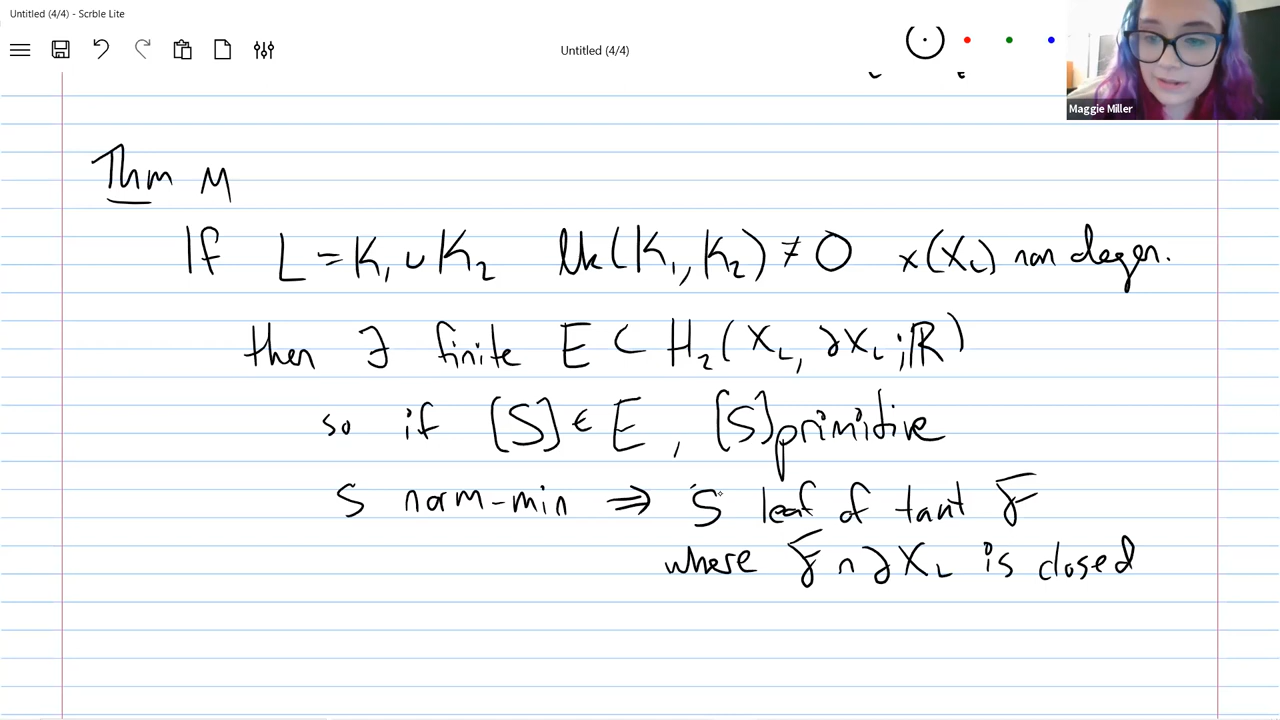 Untitled (4/4) - Scrble Lite
Untitled (4/4)
Maggie Miller
Thm M
If L = K₁ ∪ K₂ lk(K₁, K₂) ≠ 0 x(X_L) non degen.
then ∃ finite E ⊂ H₂(X_L, ∂X_L; ℝ)
so if [S] ∈ E, [S] primitive
S norm-min ⇒ S leaf of taut F
where F ∩ ∂X_L is closed